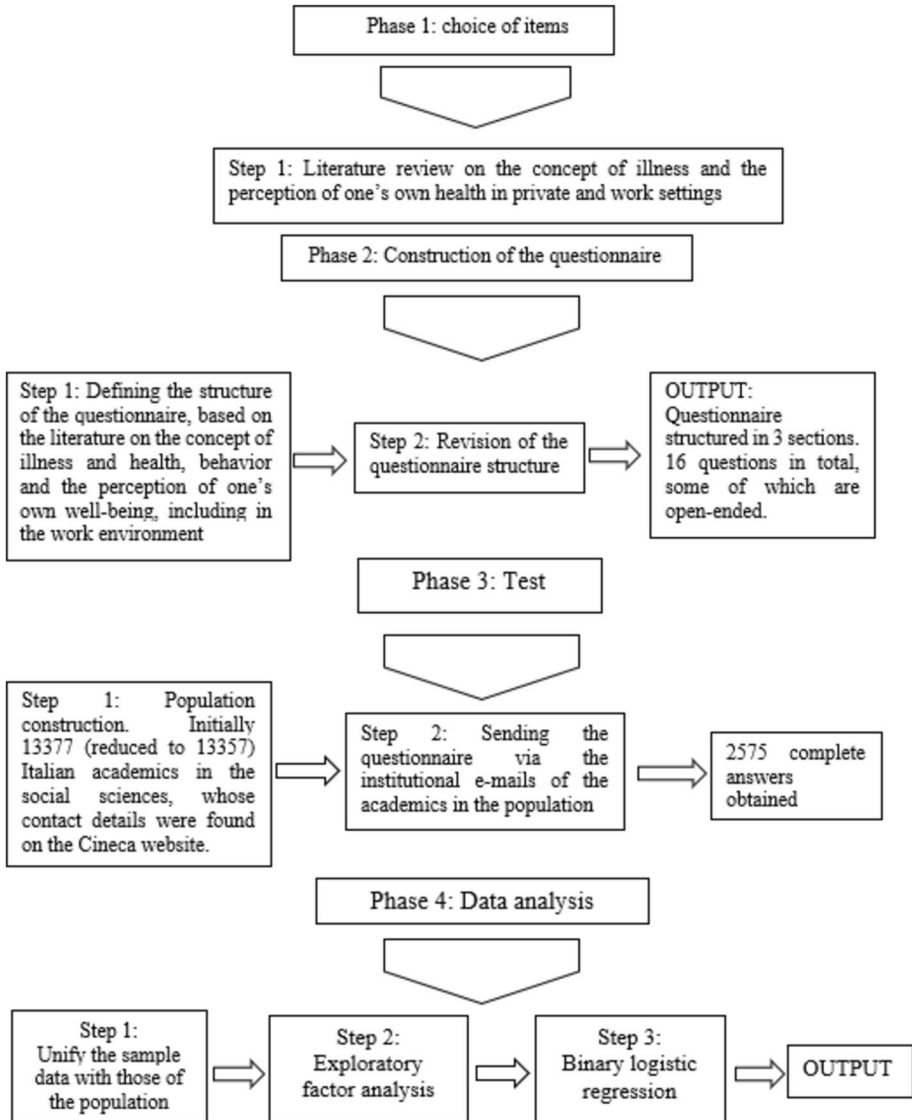 Phase 1: choice of items
Step 1: Literature review on the concept of illness and the
perception of one's own health in private and work settings
Phase 2: Construction of the questionnaire
Step 1: Defining the structure
of the questionnaire, based on
the literature on the concept of
illness and health, behavior
and the perception of one's
own well-being, including in
the work environment
Step 2: Revision of the
questionnaire structure
OUTPUT:
Questionnaire
structured in 3 sections.
16 questions in total,
some of which are
open-ended.
Phase 3: Test
Step 1: Population
construction. Initially
13377 (reduced to 13357)
Italian academics in the
social sciences, whose
contact details were found
on the Cineca website.
Step 2: Sending the
questionnaire via the
institutional e-mails of the
academics in the population
2575 complete
answers
obtained
Phase 4: Data analysis
Step 1:
Unify the sample
data with those of
the population
Step 2:
Exploratory
factor analysis
Step 3:
Binary logistic
regression
OUTPUT